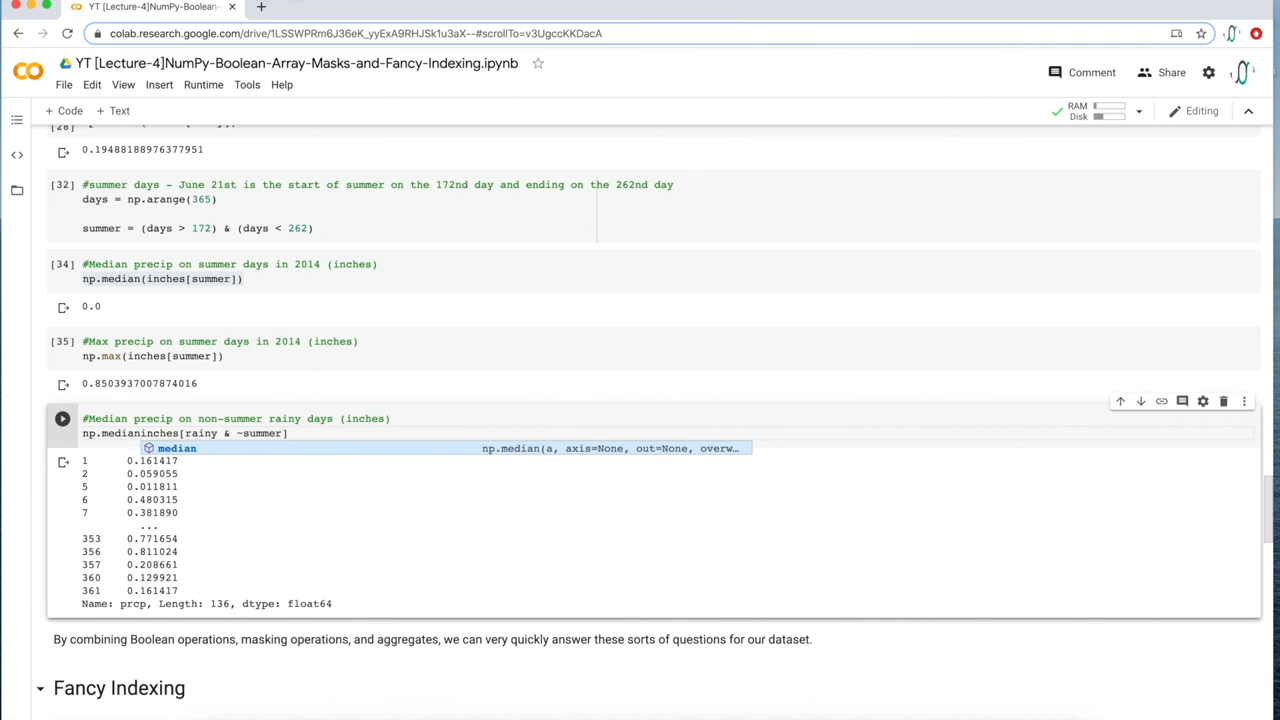 YT [Lecture-4]NumPy-Boolean-
colab.research.google.com/drive/1LSSWPRm6J36eK_yyExA9RHJSk1u3aX--#scrollTo=v3UgccKKDacA
YT [Lecture-4]NumPy-Boolean-Array-Masks-and-Fancy-Indexing.ipynb
Comment Share
File Edit View Insert Runtime Tools Help
+ Code + Text
RAM
Disk
Editing
[28]
0.19488188976377951
[32] #summer days - June 21st is the start of summer on the 172nd day and ending on the 262nd day
days = np.arange(365)
summer = (days > 172) & (days < 262)
[34] #Median precip on summer days in 2014 (inches)
np.median(inches[summer])
0.0
[35] #Max precip on summer days in 2014 (inches)
np.max(inches[summer])
0.8503937007874016
#Median precip on non-summer rainy days (inches)
np.medianinches[rainy & ~summer]
median np.median(a, axis=None, out=None, overw…
1 0.161417
2 0.059055
5 0.011811
6 0.480315
7 0.381890
...
353 0.771654
356 0.811024
357 0.208661
360 0.129921
361 0.161417
Name: prcp, Length: 136, dtype: float64
By combining Boolean operations, masking operations, and aggregates, we can very quickly answer these sorts of questions for our dataset.
Fancy Indexing